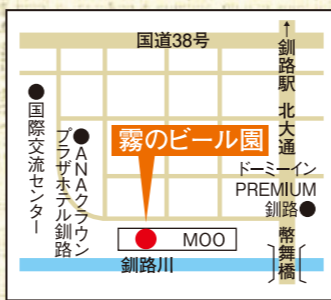 国道38号
↑釧路駅
北大通
●国際交流センター
●ANAクラウン
プラザホテル釧路
霧のビール園
ドーミーイン
PREMIUM
釧路●
MOO
釧路川
幣舞橋